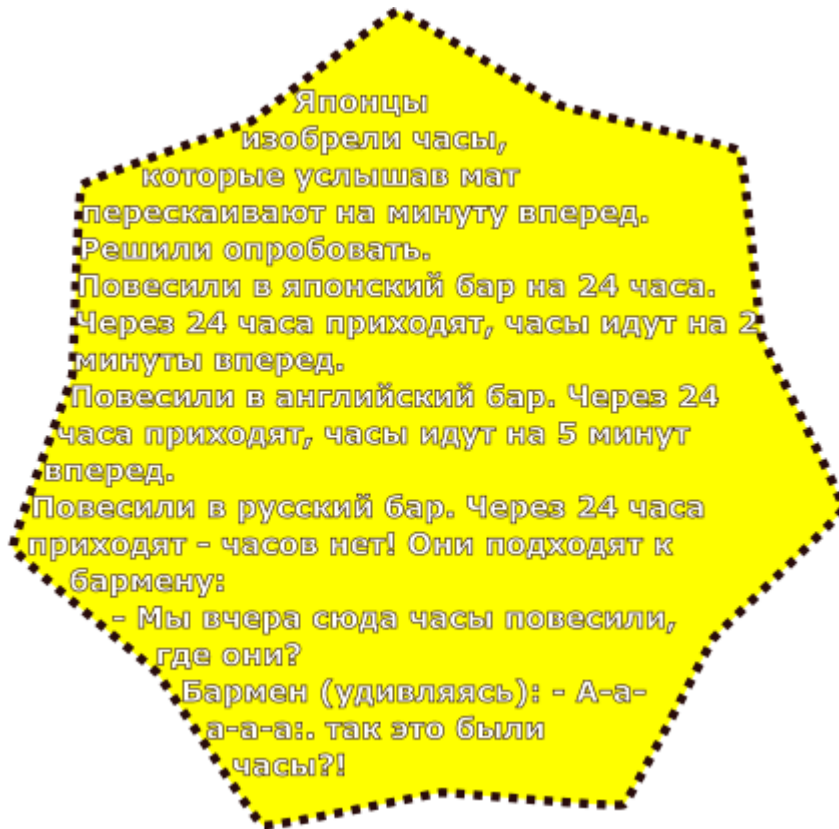 Японцы
изобрели часы,
которые услышав мат
перескаивают на минуту вперед.
Решили опробовать.
Повесили в японский бар на 24 часа.
Через 24 часа приходят, часы идут на 2
минуты вперед.
Повесили в английский бар. Через 24
часа приходят, часы идут на 5 минут
вперед.
Повесили в русский бар. Через 24 часа
приходят - часов нет! Они подходят к
бармену:
- Мы вчера сюда часы повесили,
где они?
Бармен (удивляясь): - А-а-
а-а-а:. так это были
часы?!